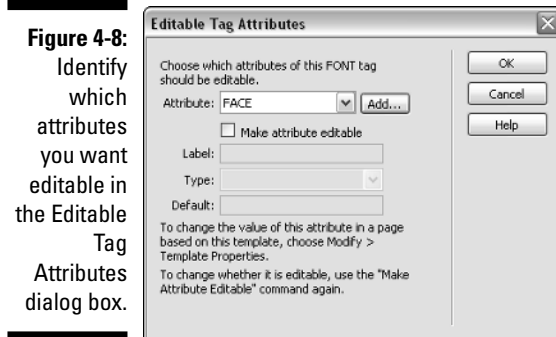 Figure 4-8:
Identify
which
attributes
you want
editable in
the Editable
Tag
Attributes
dialog box.
Editable Tag Attributes
Choose which attributes of this FONT tag
should be editable.
Attribute: FACE Add...
Make attribute editable
Label:
Type:
Default:
To change the value of this attribute in a page
based on this template, choose Modify >
Template Properties.
To change whether it is editable, use the "Make
Attribute Editable" command again.
OK
Cancel
Help